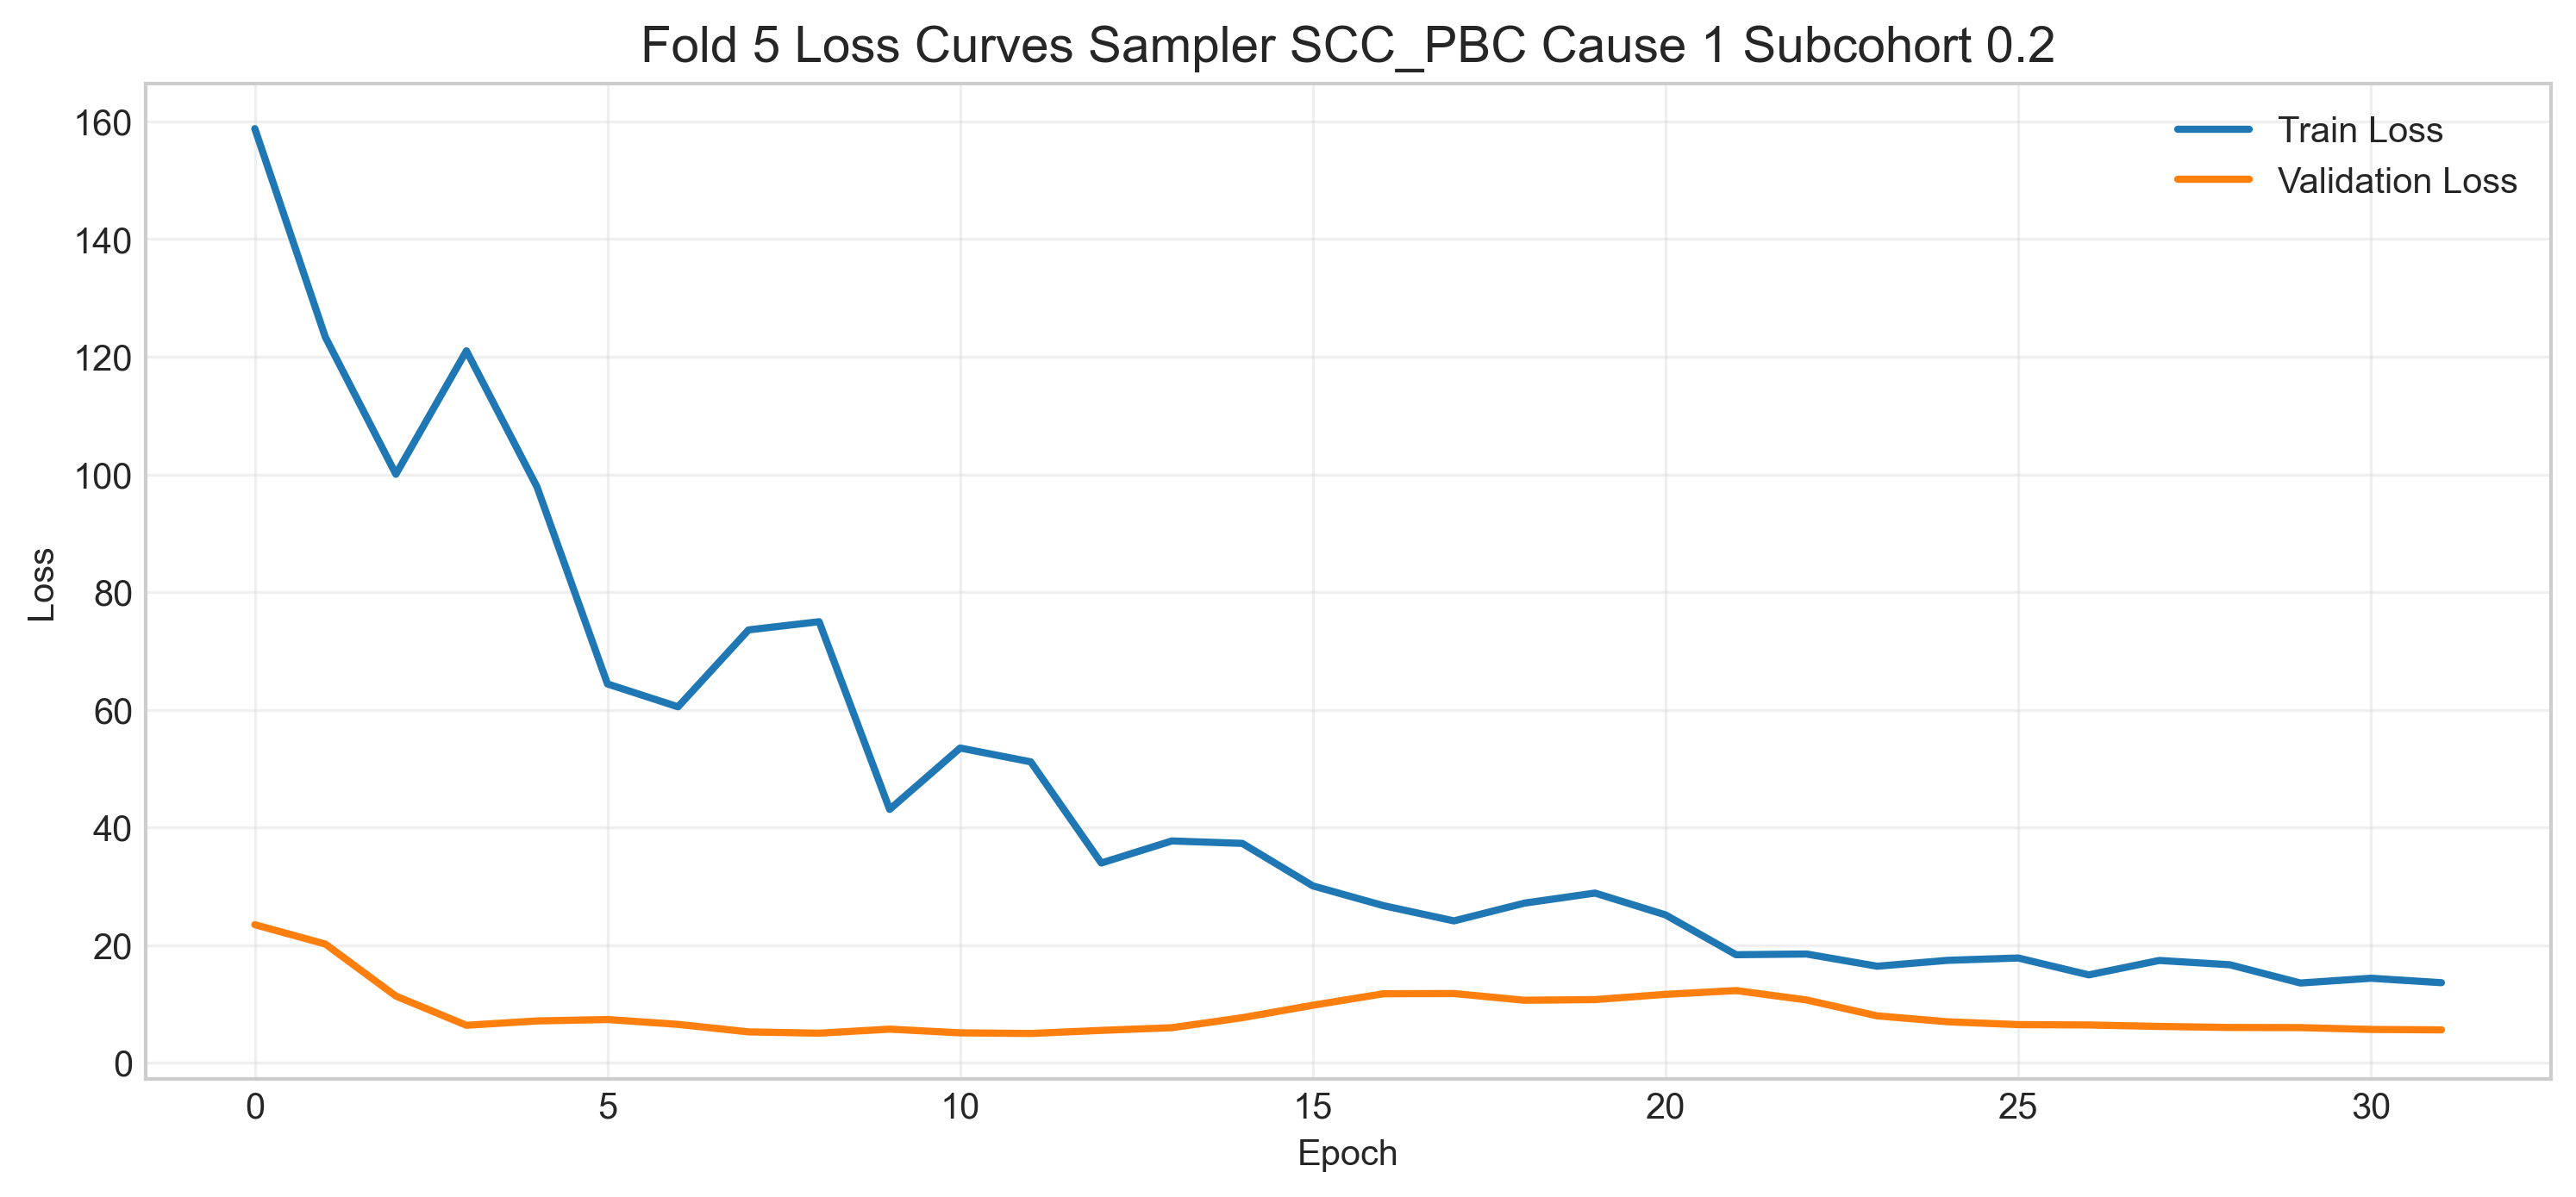 Fold 5 Loss Curves Sampler SCC_PBC Cause 1 Subcohort 0.2
Train Loss
Validation Loss
160
140
120
100
80
60
40
20
0
Loss
0 5 10 15 20 25 30
Epoch